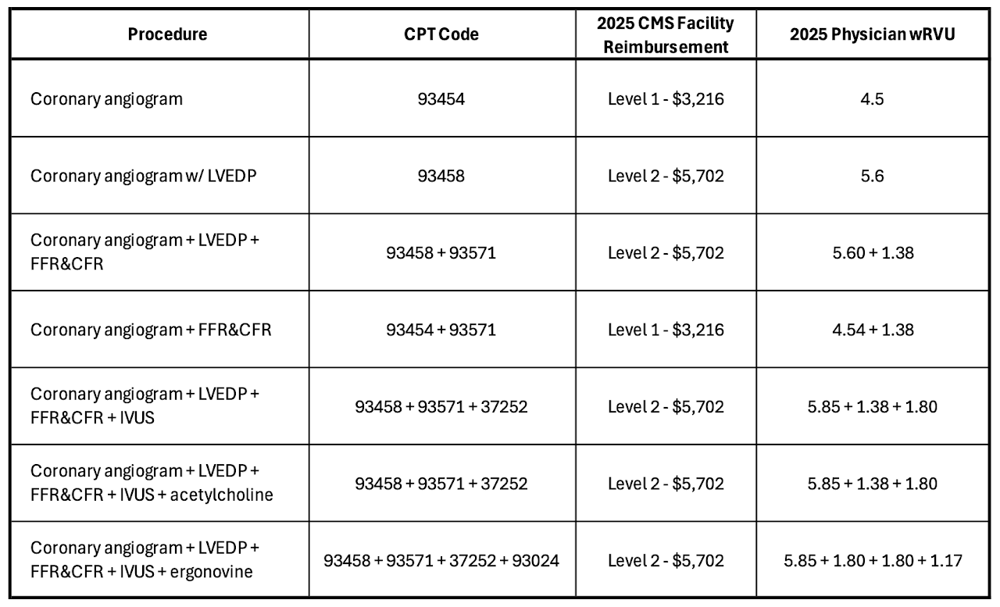 Procedure
CPT Code
2025 CMS Facility
Reimbursement
2025 Physician wRVU
Coronary angiogram
93454
Level 1 - $3,216
4.5
Coronary angiogram w/ LVEDP
93458
Level 2 - $5,702
5.6
Coronary angiogram + LVEDP +
FFR&CFR
93458 + 93571
Level 2 - $5,702
5.60 + 1.38
Coronary angiogram + FFR&CFR
93454 + 93571
Level 1 - $3,216
4.54 + 1.38
Coronary angiogram + LVEDP +
FFR&CFR + IVUS
93458 + 93571 + 37252
Level 2 - $5,702
5.85 + 1.38 + 1.80
Coronary angiogram + LVEDP +
FFR&CFR + IVUS + acetylcholine
93458 + 93571 + 37252
Level 2 - $5,702
5.85 + 1.38 + 1.80
Coronary angiogram + LVEDP +
FFR&CFR + IVUS + ergonovine
93458 + 93571 + 37252 + 93024
Level 2 - $5,702
5.85 + 1.80 + 1.80 + 1.17